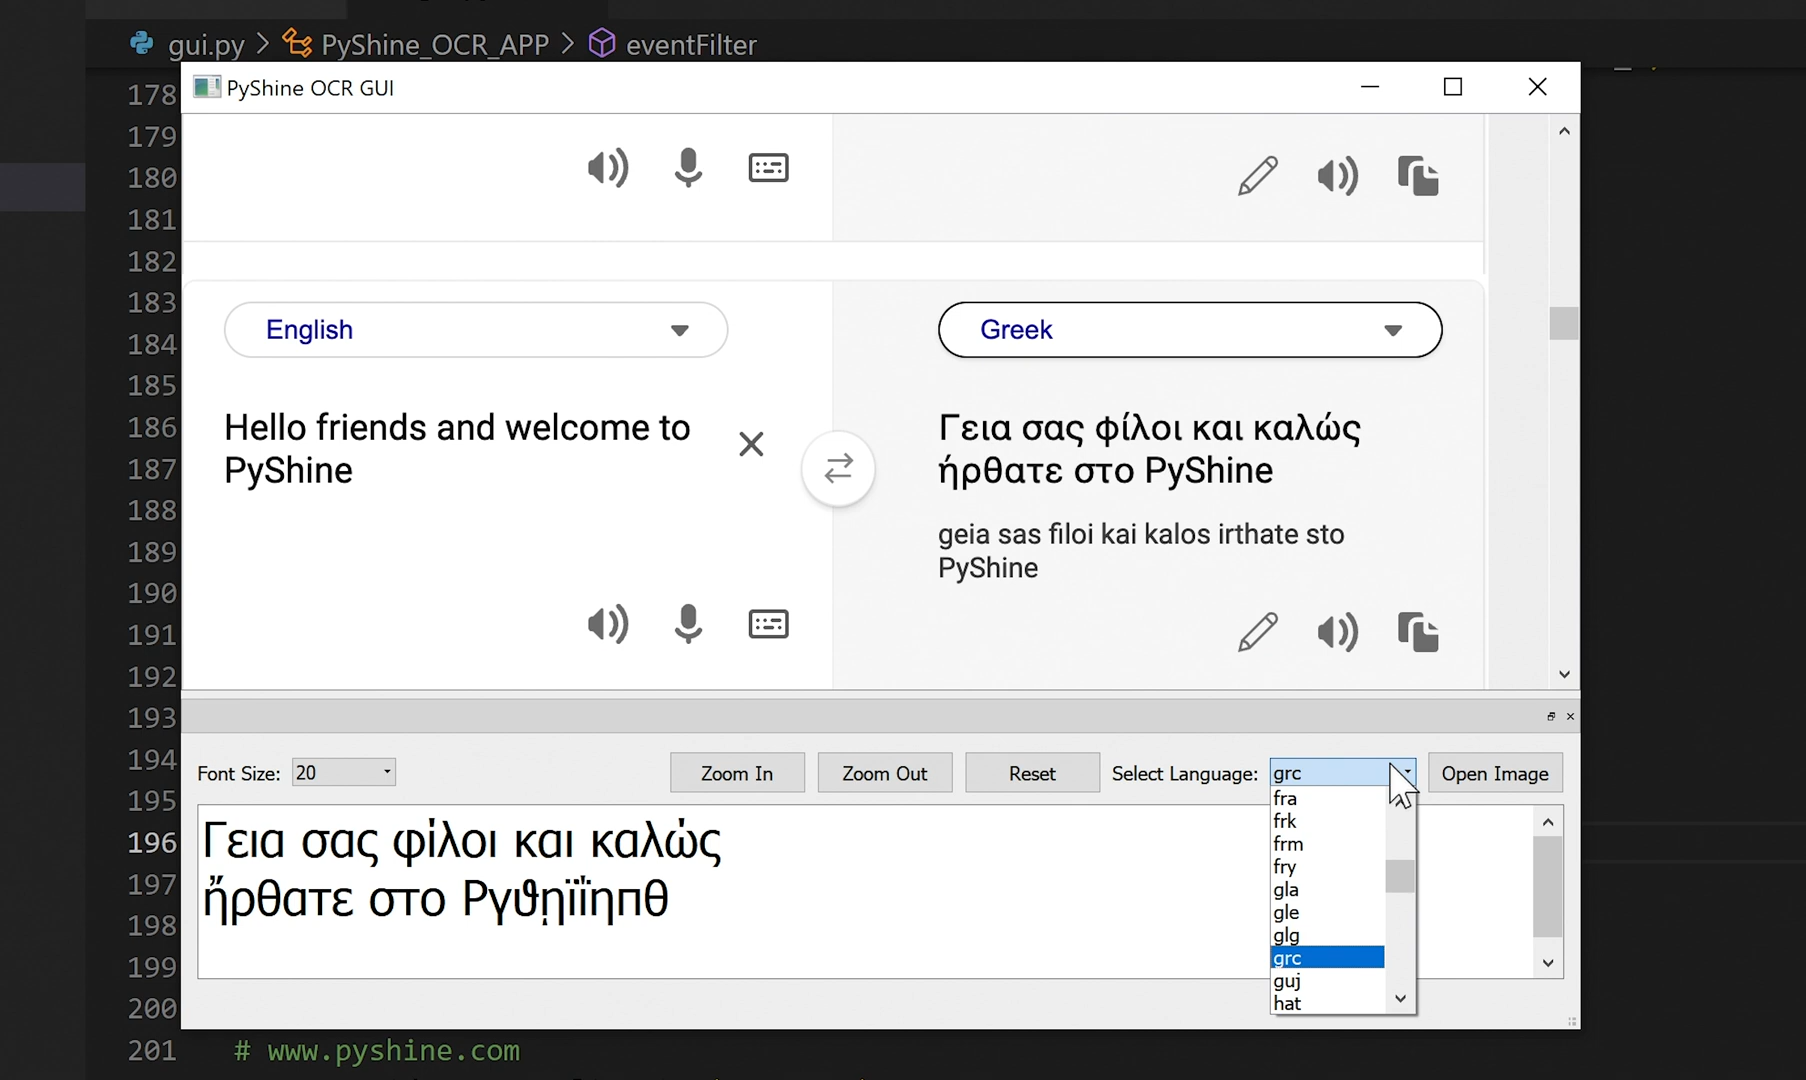 gui.py > PyShine_OCR_APP > eventFilter
PyShine OCR GUI
178
179
180
181
182
183
184
185
186
187
188
189
190
191
192
193
194
195
196
197
198
199
200
201 # www.pyshine.com
English
Greek
Hello friends and welcome to
PyShine
Γεια σας φίλοι και καλώς
ήρθατε στο PyShine
geia sas filoi kai kalos irthate sto
PyShine
Font Size: 20
Zoom In
Zoom Out
Reset
Select Language: grc
Open Image
Γεια σας φίλοι και καλώς
fra
frk
frm
fry
gla
gle
glg
grc
guj
hat